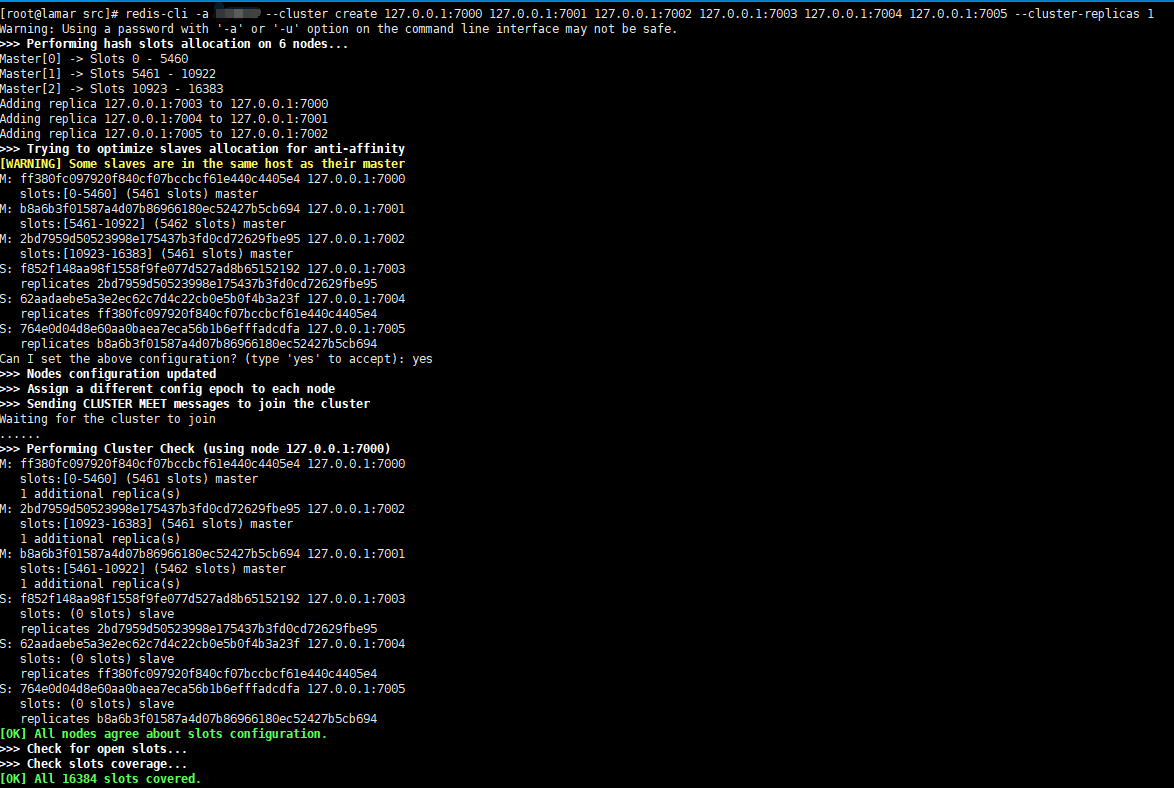 [root@lamar src]# redis-cli -a --cluster create 127.0.0.1:7000 127.0.0.1:7001 127.0.0.1:7002 127.0.0.1:7003 127.0.0.1:7004 127.0.0.1:7005 --cluster-replicas 1
Warning: Using a password with '-a' or '-u' option on the command line interface may not be safe.
>>> Performing hash slots allocation on 6 nodes...
Master[0] -> Slots 0 - 5460
Master[1] -> Slots 5461 - 10922
Master[2] -> Slots 10923 - 16383
Adding replica 127.0.0.1:7003 to 127.0.0.1:7000
Adding replica 127.0.0.1:7004 to 127.0.0.1:7001
Adding replica 127.0.0.1:7005 to 127.0.0.1:7002
>>> Trying to optimize slaves allocation for anti-affinity
[WARNING] Some slaves are in the same host as their master
M: ff380fc097920f840cf07bccbcf61e440c4405e4 127.0.0.1:7000
   slots:[0-5460] (5461 slots) master
M: b8a6b3f01587a4d07b86966180ec52427b5cb694 127.0.0.1:7001
   slots:[5461-10922] (5462 slots) master
M: 2bd7959d50523998e175437b3fd0cd72629fbe95 127.0.0.1:7002
   slots:[10923-16383] (5461 slots) master
S: f852f148aa98f1558f9fe077d527ad8b65152192 127.0.0.1:7003
   replicates 2bd7959d50523998e175437b3fd0cd72629fbe95
S: 62aadaebe5a3e2ec62c7d4c22cb0e5b0f4b3a23f 127.0.0.1:7004
   replicates ff380fc097920f840cf07bccbcf61e440c4405e4
S: 764e0d04d8e60aa0baea7eca56b1b6efffadcdfa 127.0.0.1:7005
   replicates b8a6b3f01587a4d07b86966180ec52427b5cb694
Can I set the above configuration? (type 'yes' to accept): yes
>>> Nodes configuration updated
>>> Assign a different config epoch to each node
>>> Sending CLUSTER MEET messages to join the cluster
Waiting for the cluster to join
......
>>> Performing Cluster Check (using node 127.0.0.1:7000)
M: ff380fc097920f840cf07bccbcf61e440c4405e4 127.0.0.1:7000
   slots:[0-5460] (5461 slots) master
   1 additional replica(s)
M: 2bd7959d50523998e175437b3fd0cd72629fbe95 127.0.0.1:7002
   slots:[10923-16383] (5461 slots) master
   1 additional replica(s)
M: b8a6b3f01587a4d07b86966180ec52427b5cb694 127.0.0.1:7001
   slots:[5461-10922] (5462 slots) master
   1 additional replica(s)
S: f852f148aa98f1558f9fe077d527ad8b65152192 127.0.0.1:7003
   slots: (0 slots) slave
   replicates 2bd7959d50523998e175437b3fd0cd72629fbe95
S: 62aadaebe5a3e2ec62c7d4c22cb0e5b0f4b3a23f 127.0.0.1:7004
   slots: (0 slots) slave
   replicates ff380fc097920f840cf07bccbcf61e440c4405e4
S: 764e0d04d8e60aa0baea7eca56b1b6efffadcdfa 127.0.0.1:7005
   slots: (0 slots) slave
   replicates b8a6b3f01587a4d07b86966180ec52427b5cb694
[OK] All nodes agree about slots configuration.
>>> Check for open slots...
>>> Check slots coverage...
[OK] All 16384 slots covered.